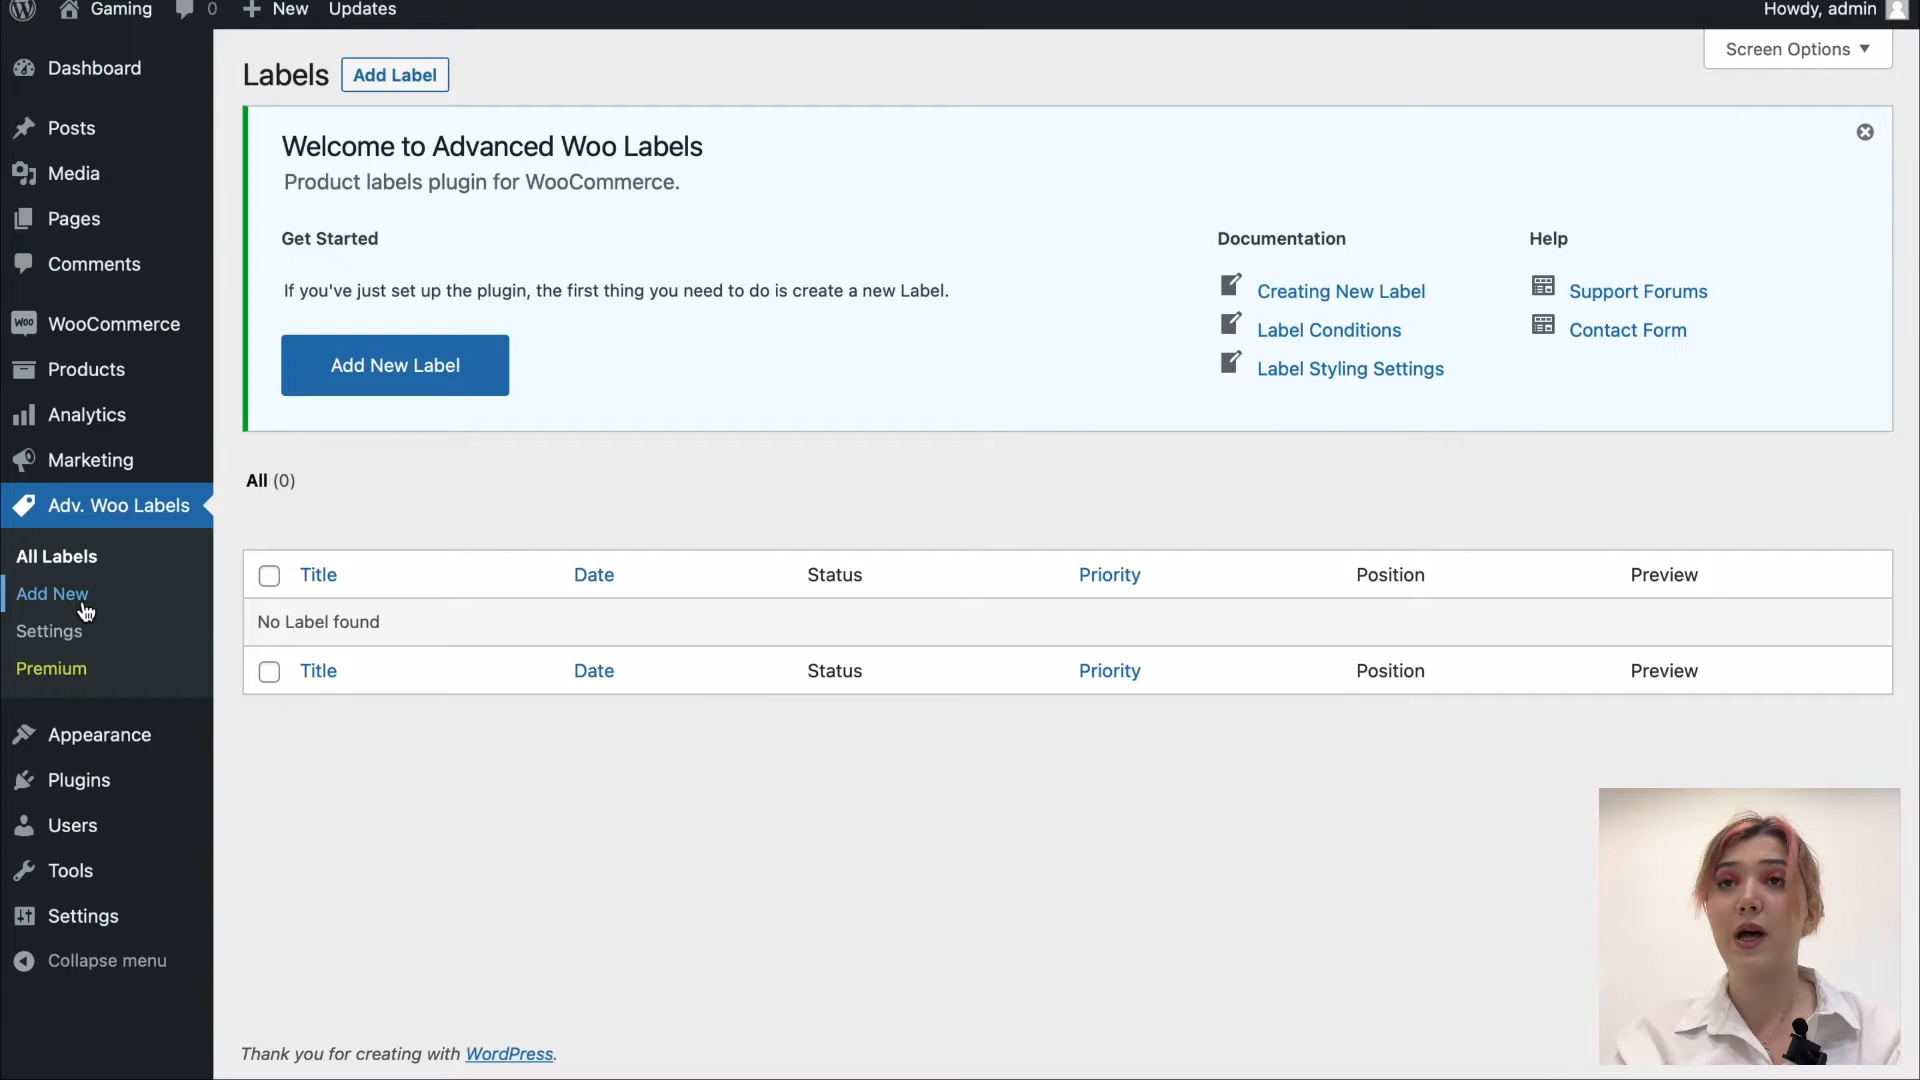 Gaming 0 New Updates Howdy, admin
Screen Options
Dashboard
Posts
Media
Pages
Comments
Woo WooCommerce
Products
Analytics
Marketing
Adv. Woo Labels
All Labels
Add New
Settings
Premium
Appearance
Plugins
Users
Tools
Settings
Collapse menu
Labels Add Label
Welcome to Advanced Woo Labels
Product labels plugin for WooCommerce.
Get Started
If you've just set up the plugin, the first thing you need to do is create a new Label.
Add New Label
Documentation
Creating New Label
Label Conditions
Label Styling Settings
Help
Support Forums
Contact Form
All (0)
Title Date Status Priority Position Preview
No Label found
Title Date Status Priority Position Preview
Thank you for creating with WordPress.